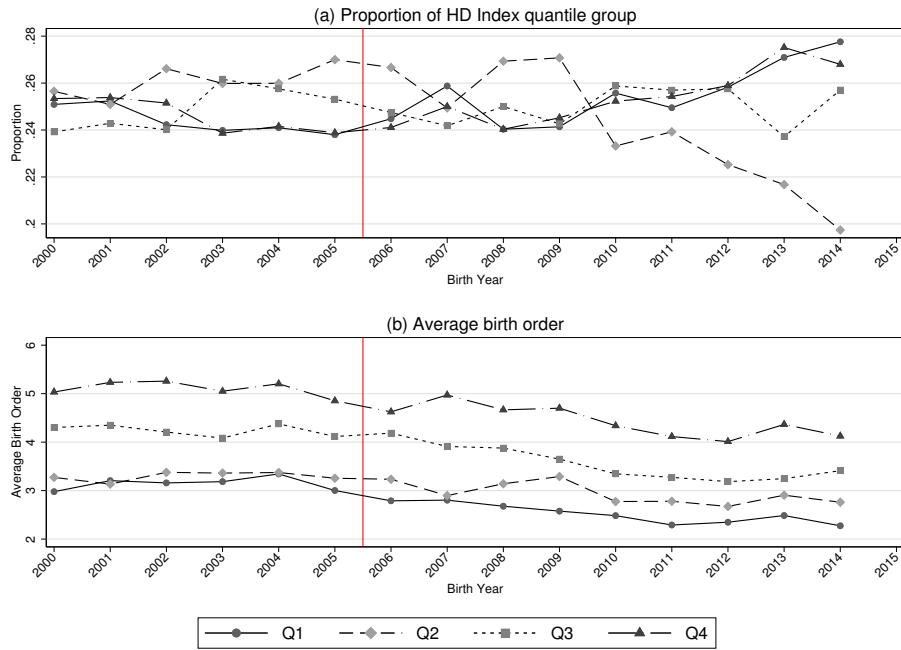 (a) Proportion of HD Index quantile group
.28
.26
.24
.22
.2
Proportion
2000 2001 2002 2003 2004 2005 2006 2007 2008 2009 2010 2011 2012 2013 2014 2015
Birth Year
(b) Average birth order
6
5
4
3
2
Average Birth Order
2000 2001 2002 2003 2004 2005 2006 2007 2008 2009 2010 2011 2012 2013 2014 2015
Birth Year
Q1 Q2 Q3 Q4